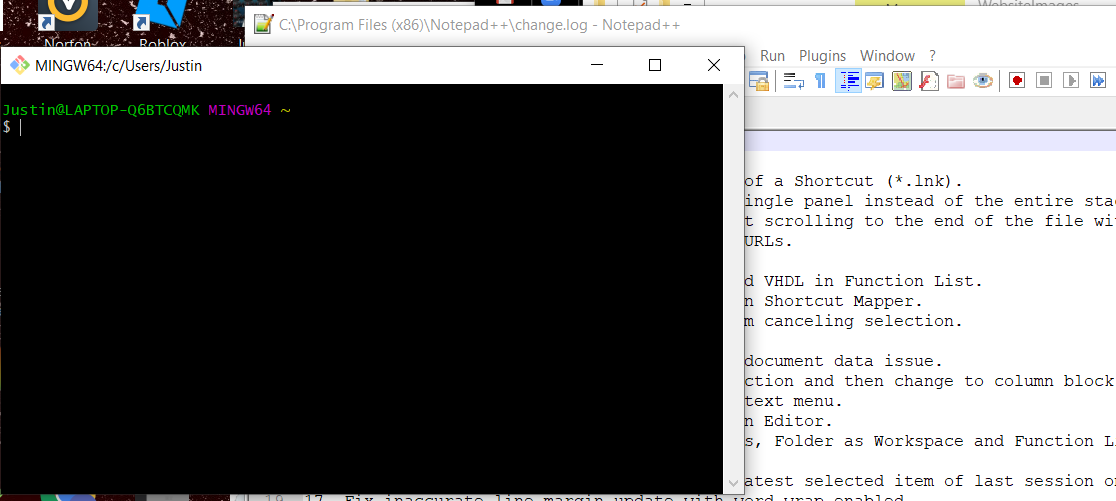 WebsiteImages
C:\Program Files (x86)\Notepad++\change.log - Notepad++
Norton
Roblox
Run Plugins Window ?
MINGW64:/c/Users/Justin
Justin@LAPTOP-Q6BTCQMK MINGW64 ~
$
of a Shortcut (*.lnk).
ingle panel instead of the entire sta
t scrolling to the end of the file wi
URLs.
d VHDL in Function List.
n Shortcut Mapper.
m canceling selection.
document data issue.
ction and then change to column block
text menu.
n Editor.
s, Folder as Workspace and Function L
atest selected item of last session o
19 17. Fix inaccurate line margin update with word wrap enabled